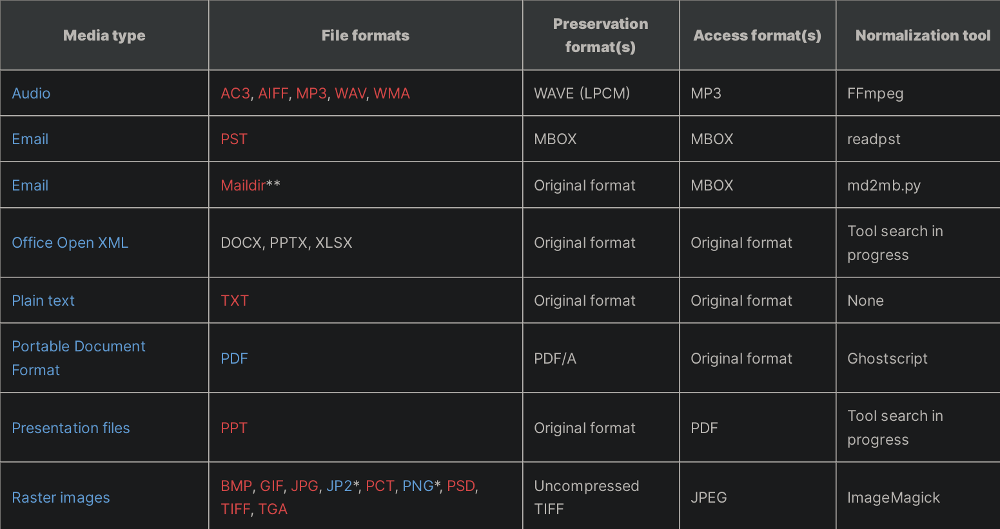 Media type File formats Preservation format(s) Access format(s) Normalization tool
Audio AC3, AIFF, MP3, WAV, WMA WAVE (LPCM) MP3 FFmpeg
Email PST MBOX MBOX readpst
Email Maildir** Original format MBOX md2mb.py
Office Open XML DOCX, PPTX, XLSX Original format Original format Tool search in progress
Plain text TXT Original format Original format None
Portable Document Format PDF PDF/A Original format Ghostscript
Presentation files PPT Original format PDF Tool search in progress
Raster images BMP, GIF, JPG, JP2*, PCT, PNG*, PSD, TIFF, TGA Uncompressed TIFF JPEG ImageMagick